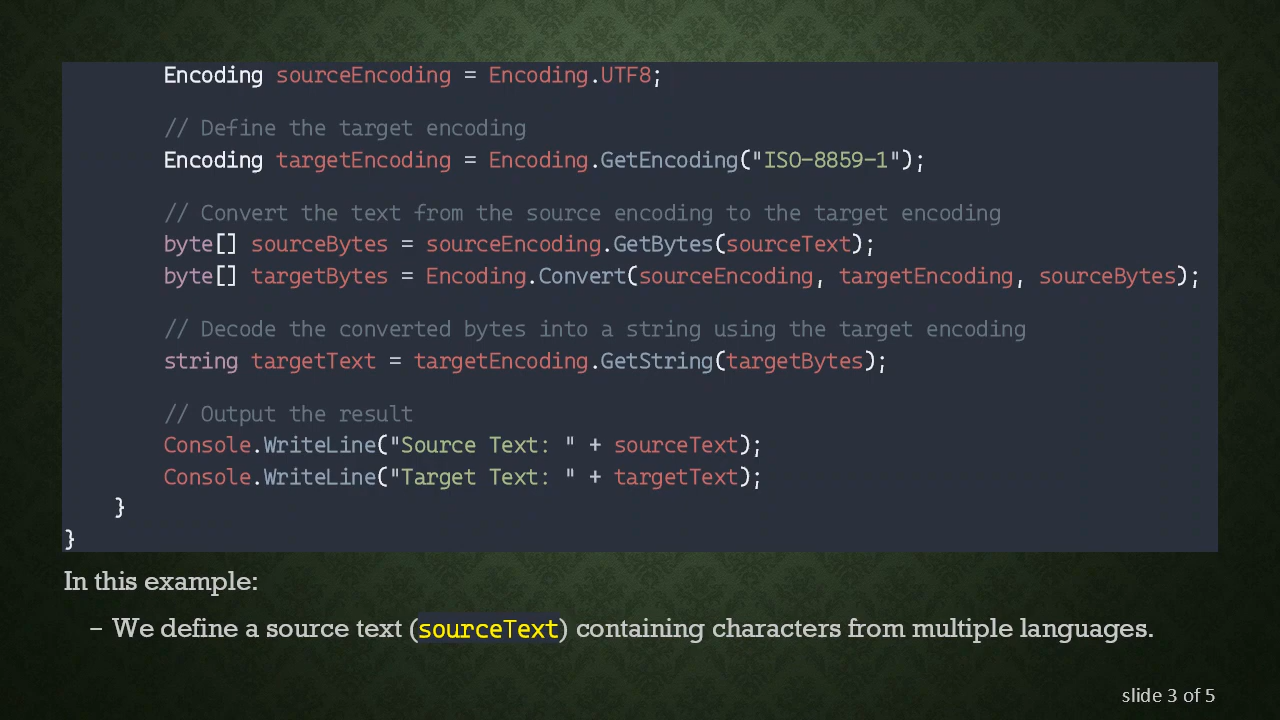 Encoding sourceEncoding = Encoding.UTF8;
// Define the target encoding
Encoding targetEncoding = Encoding.GetEncoding("ISO-8859-1");
// Convert the text from the source encoding to the target encoding
byte[] sourceBytes = sourceEncoding.GetBytes(sourceText);
byte[] targetBytes = Encoding.Convert(sourceEncoding, targetEncoding, sourceBytes);
// Decode the converted bytes into a string using the target encoding
string targetText = targetEncoding.GetString(targetBytes);
// Output the result
Console.WriteLine("Source Text: " + sourceText);
Console.WriteLine("Target Text: " + targetText);
}
}
In this example:
– We define a source text (sourceText) containing characters from multiple languages.
slide 3 of 5